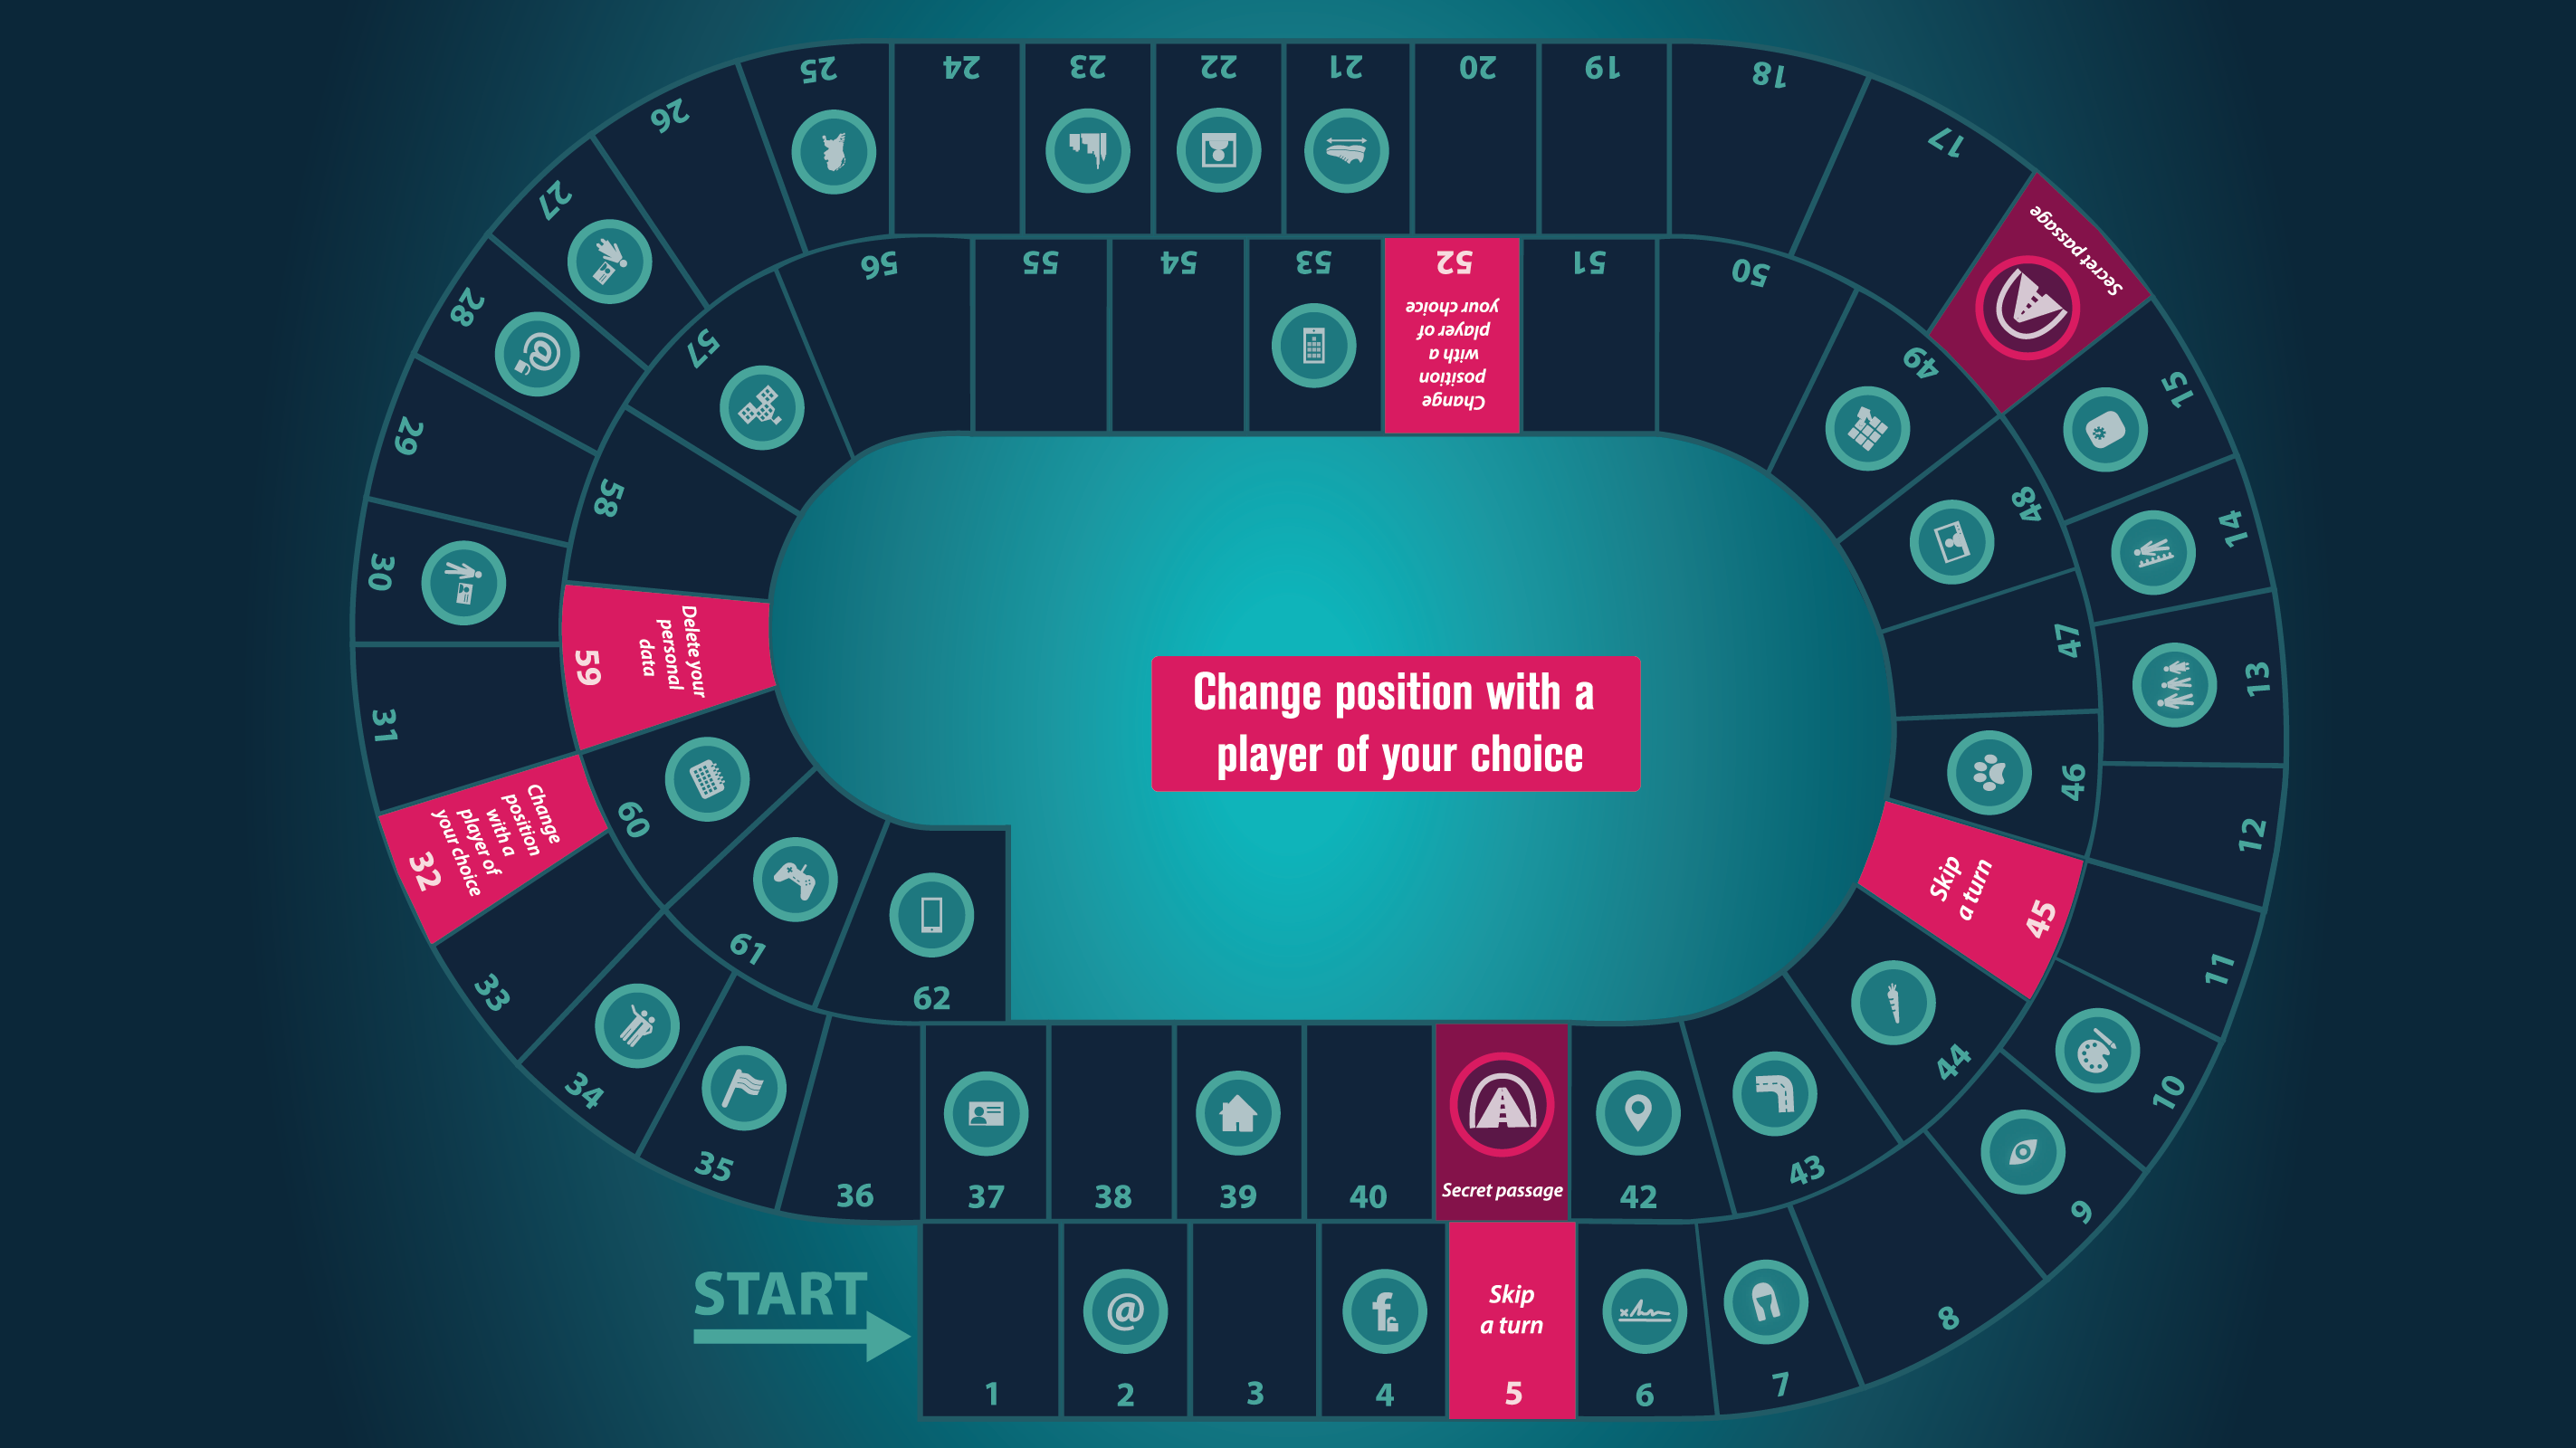 START
1
2
@
3
4
f
Skip
a turn
5
6
7
8
9
10
11
12
13
14
15
Secret passage
17
18
19
20
21
22
23
24
25
26
27
28
@
29
30
31
Change
position
with a
player of
your choice
32
33
34
35
36
37
38
39
40
Secret passage
42
43
44
Skip
a turn
45
46
47
48
49
50
51
Change
position
with a
player of
your choice
52
53
54
55
56
57
58
Delete your
personal
data
59
60
61
62
Change position with a
player of your choice